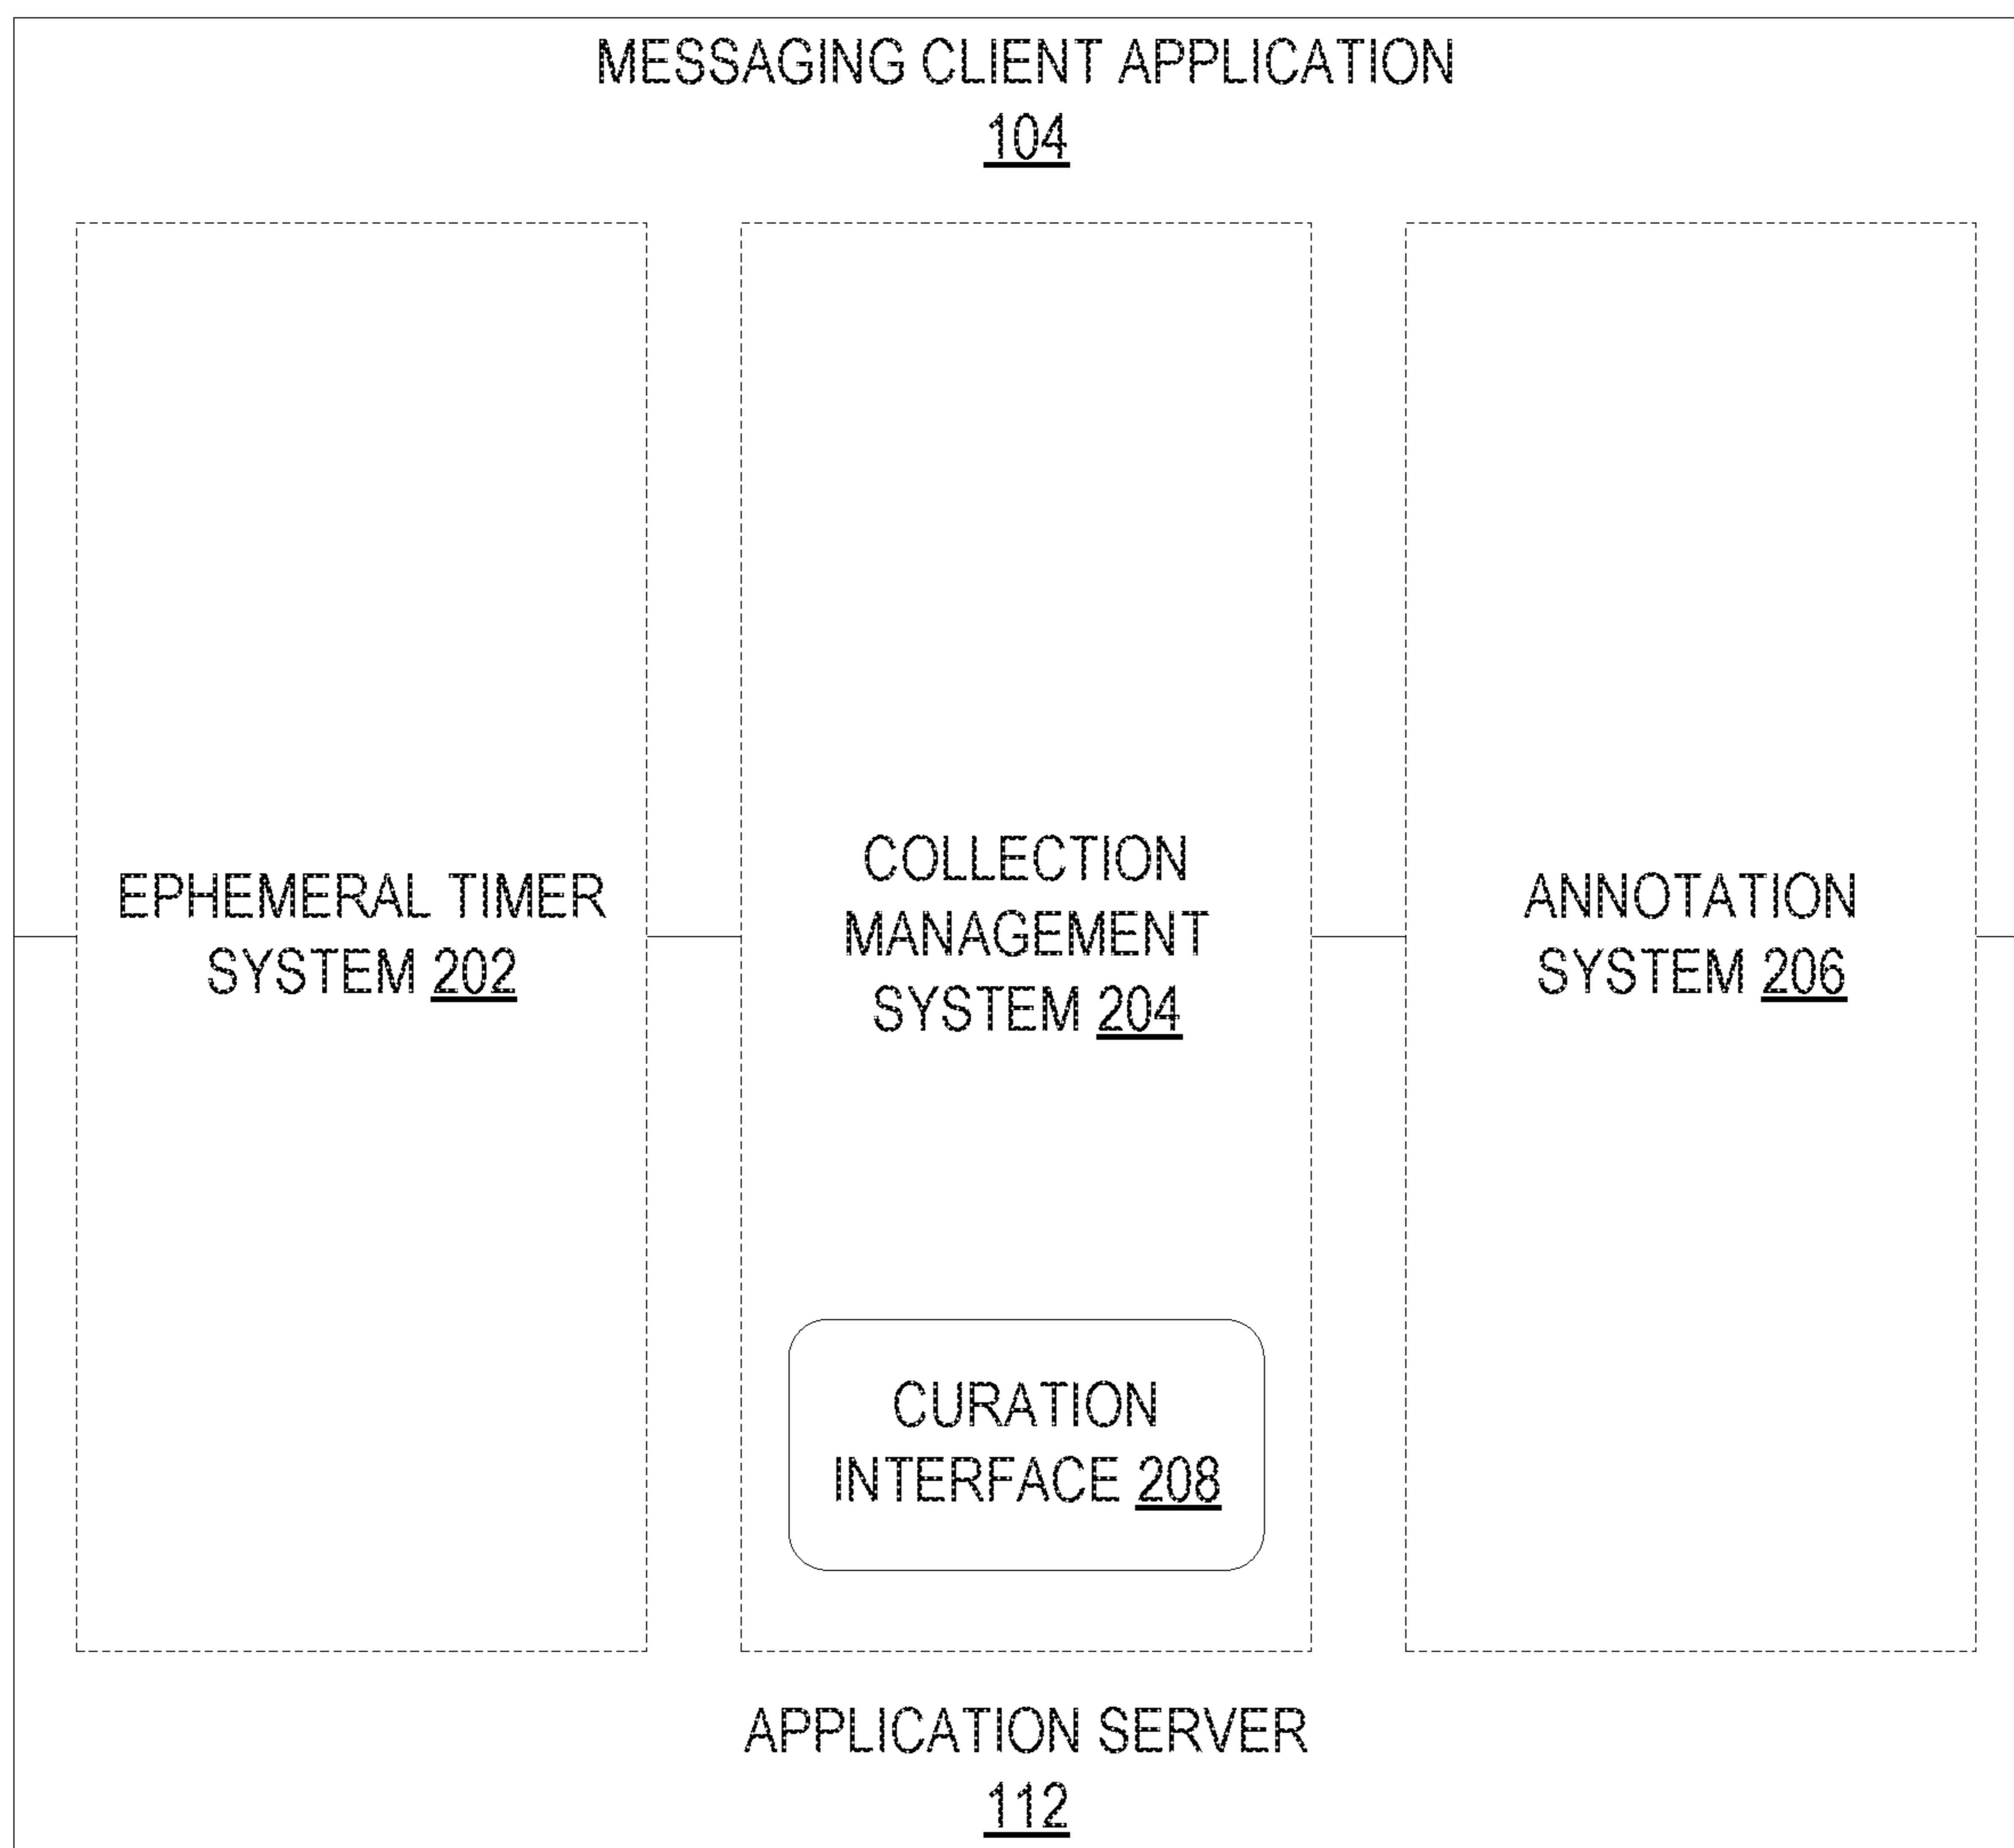 MESSAGING CLIENT APPLICATION
104
EPHEMERAL TIMER
SYSTEM 202
COLLECTION
MANAGEMENT
SYSTEM 204
ANNOTATION
SYSTEM 206
CURATION
INTERFACE 208
APPLICATION SERVER
112